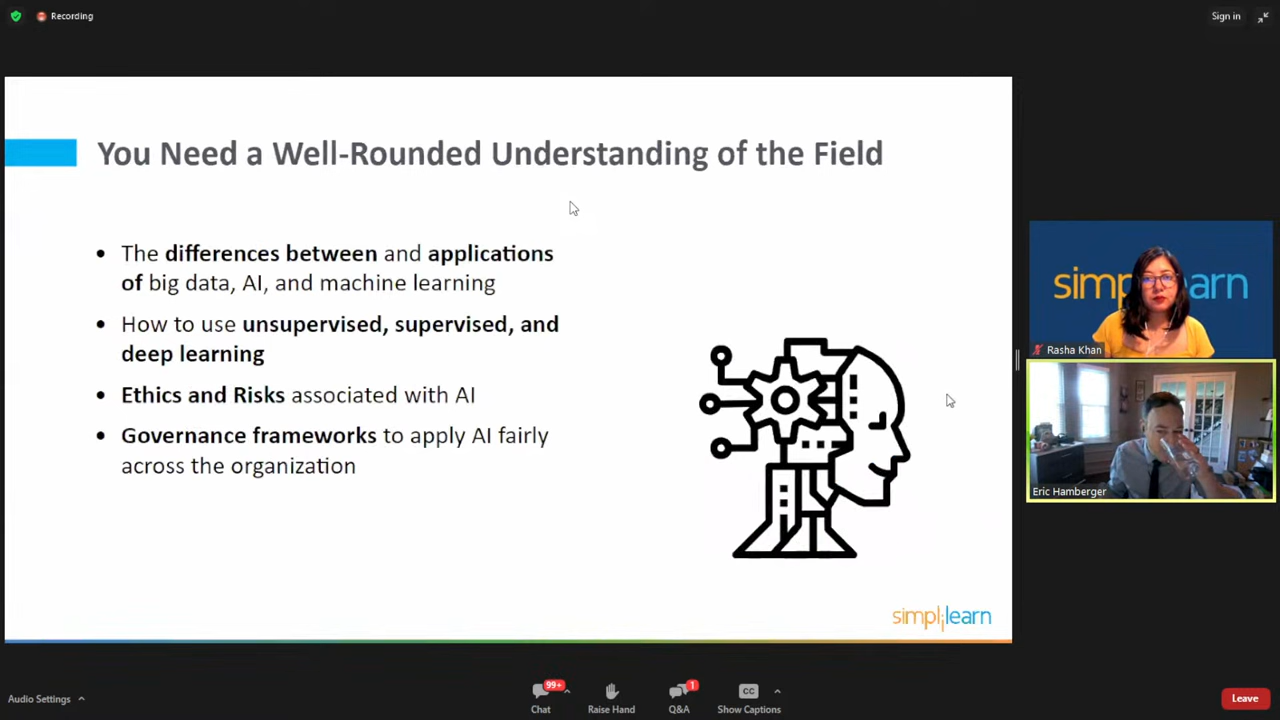 Recording
Sign in
You Need a Well-Rounded Understanding of the Field
• The differences between and applications
of big data, AI, and machine learning
• How to use unsupervised, supervised, and
deep learning
• Ethics and Risks associated with AI
• Governance frameworks to apply AI fairly
across the organization
simplilearn
simp earn
Rasha Khan
Eric Hamberger
Audio Settings
99+
Chat
Raise Hand
1
Q&A
CC
Show Captions
Leave